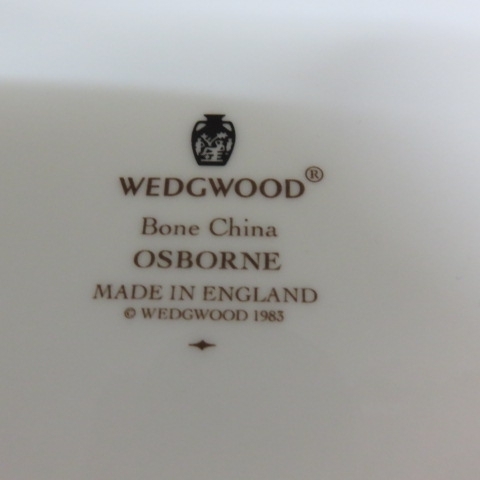 WEDGWOOD®
Bone China
OSBORNE
MADE IN ENGLAND
© WEDGWOOD 1983